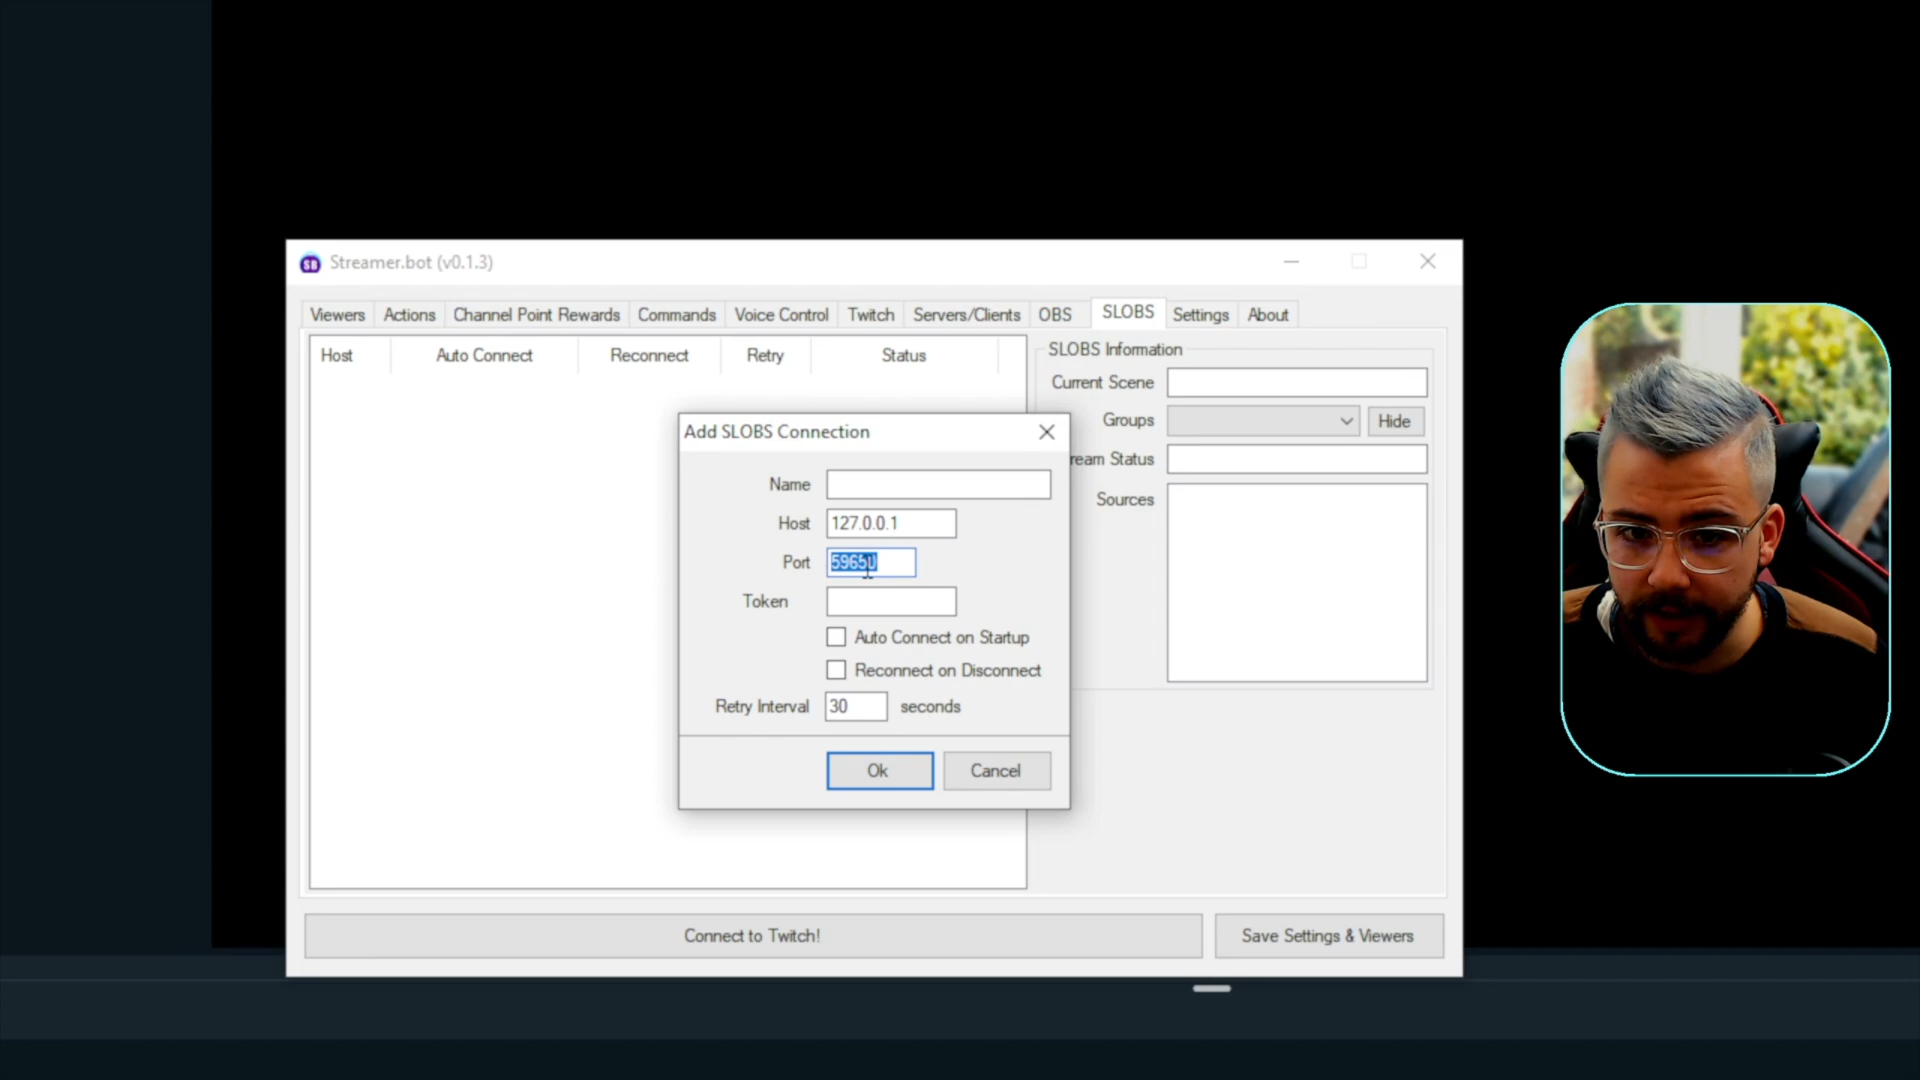 Streamer.bot (v0.1.3)
Viewers Actions Channel Point Rewards Commands Voice Control Twitch Servers/Clients OBS SLOBS Settings About
Host Auto Connect Reconnect Retry Status
SLOBS Information
Current Scene
Groups Hide
ream Status
Sources
Add SLOBS Connection
Name
Host 127.0.0.1
Port 59650
Token
Auto Connect on Startup
Reconnect on Disconnect
Retry Interval 30 seconds
Ok Cancel
Connect to Twitch! Save Settings & Viewers